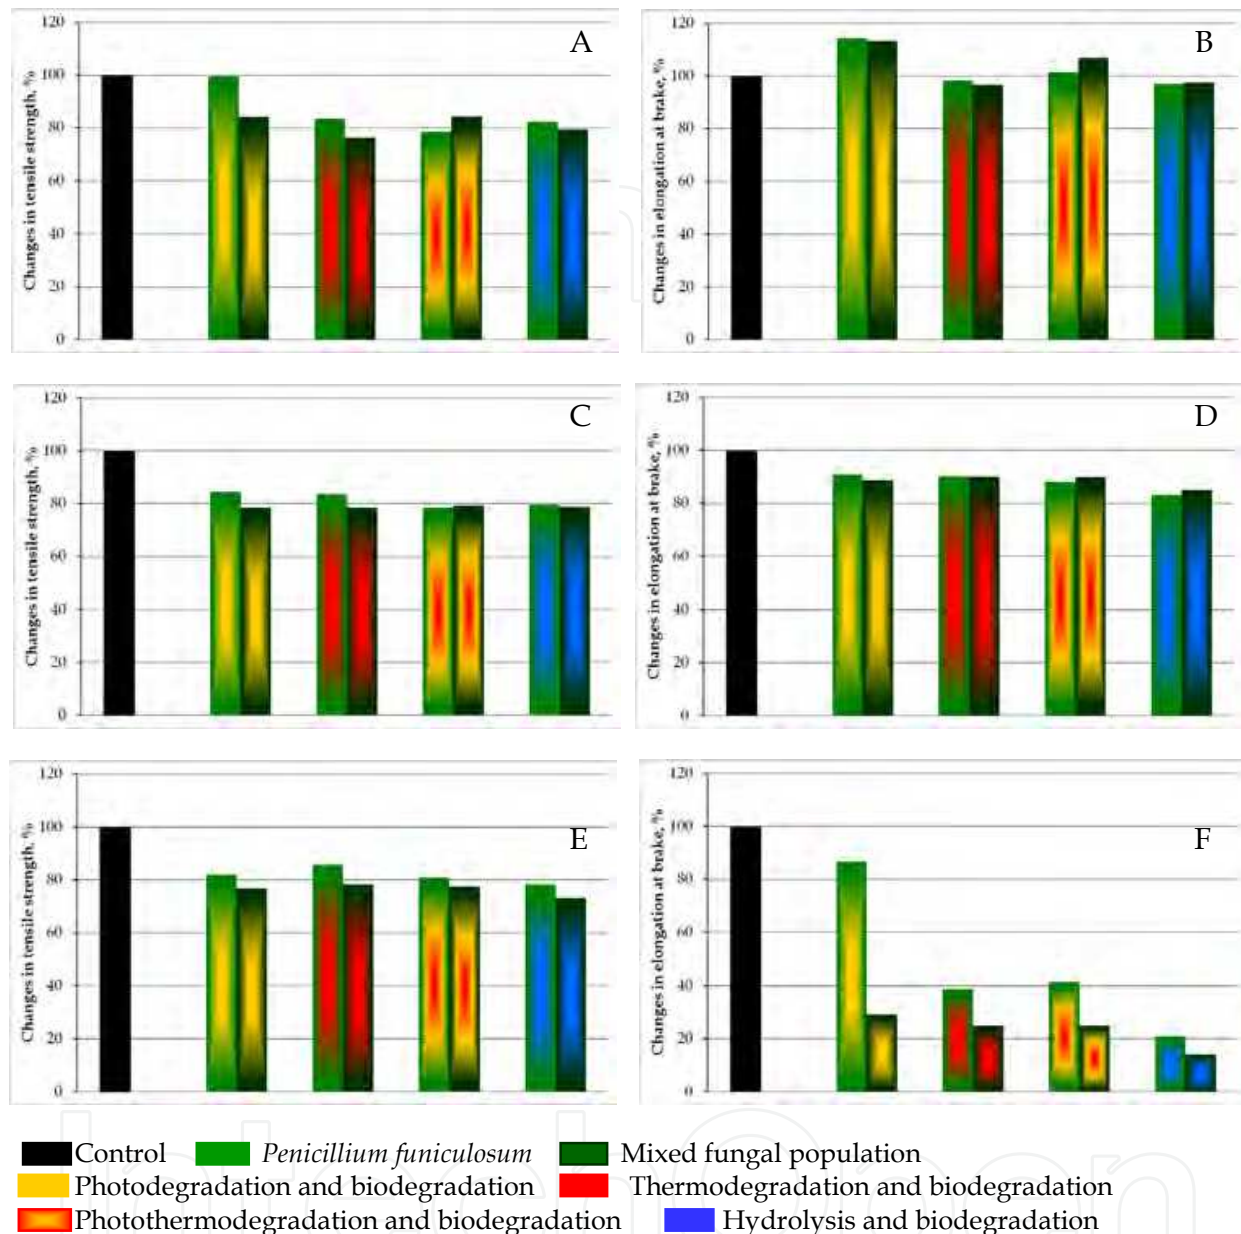 120
100
80
60
40
20
0
Changes in tensile strength, %
A
120
100
80
60
40
20
0
Changes in elongation at brake, %
B
120
100
80
60
40
20
0
Changes in tensile strength, %
C
120
100
80
60
40
20
0
Changes in elongation at brake, %
D
120
100
80
60
40
20
0
Changes in tensile strength, %
E
120
100
80
60
40
20
0
Changes in elongation at brake, %
F
Control Penicillium funiculosum Mixed fungal population
Photodegradation and biodegradation Thermodegradation and biodegradation
Photothermodegradation and biodegradation Hydrolysis and biodegradation